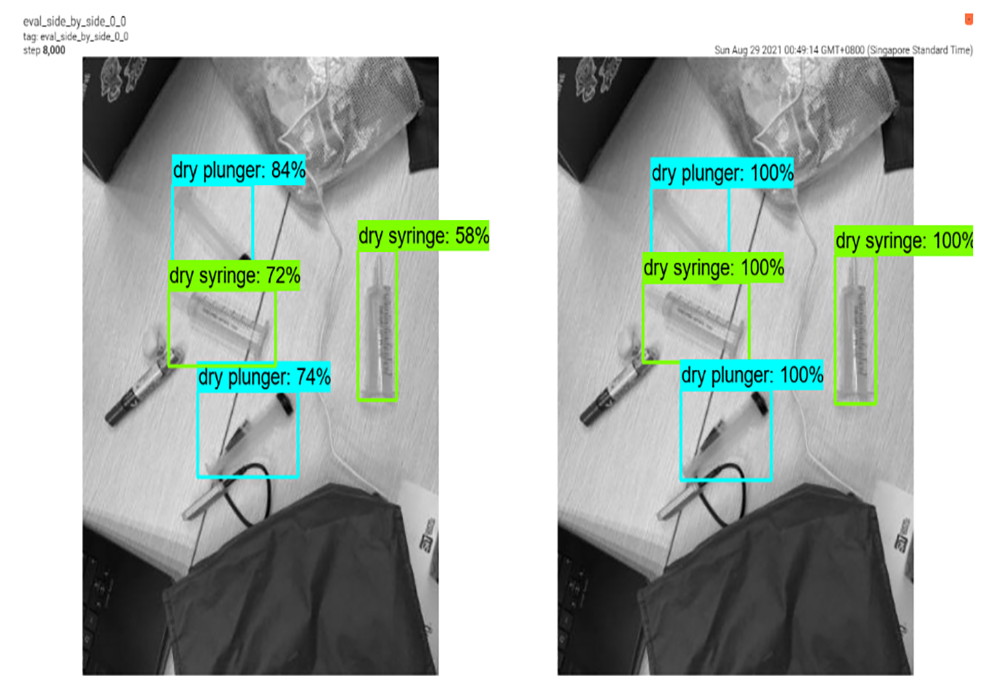 eval_side_by_side_0_0
tag: eval_side_by_side_0_0
step 8,000
Sun Aug 29 2021 00:49:14 GMT+0800 (Singapore Standard Time)
dry plunger: 84%
dry syringe: 58%
dry syringe: 72%
dry plunger: 74%
dry plunger: 100%
dry syringe: 100%
dry syringe: 100%
dry plunger: 100%